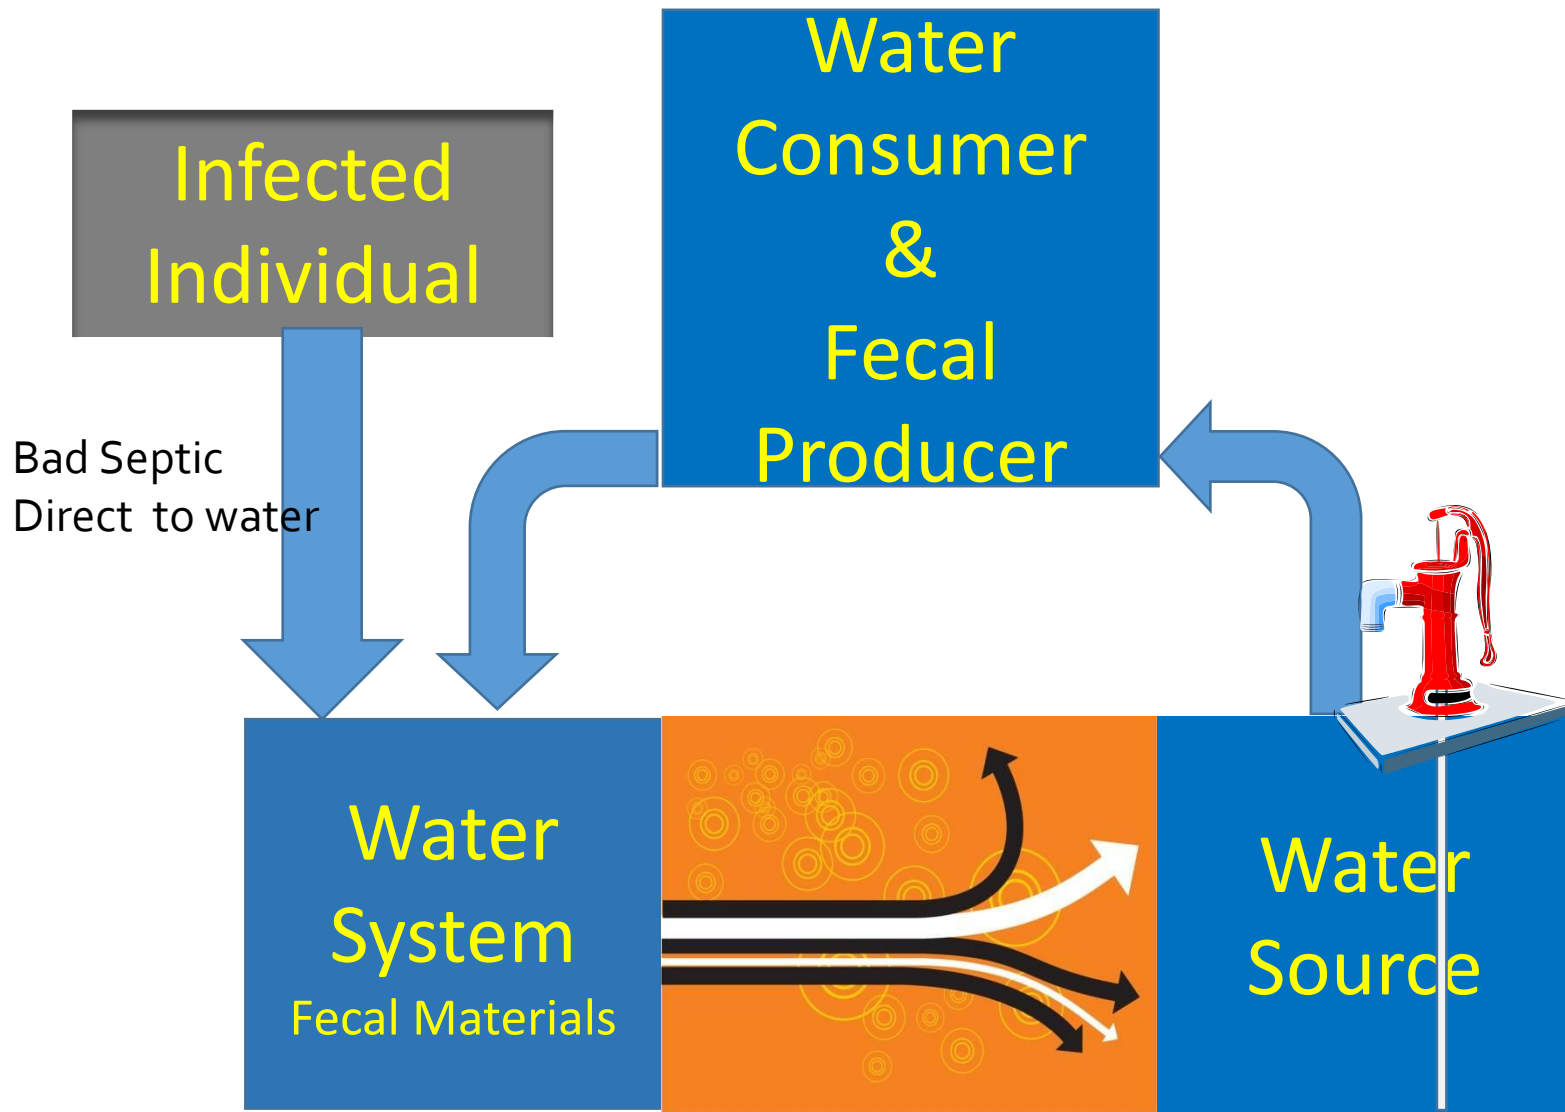 Infected
Individual
Water
Consumer
&
Fecal
Producer
Bad Septic
Direct  to water
Water
System
Fecal Materials
Water
Source